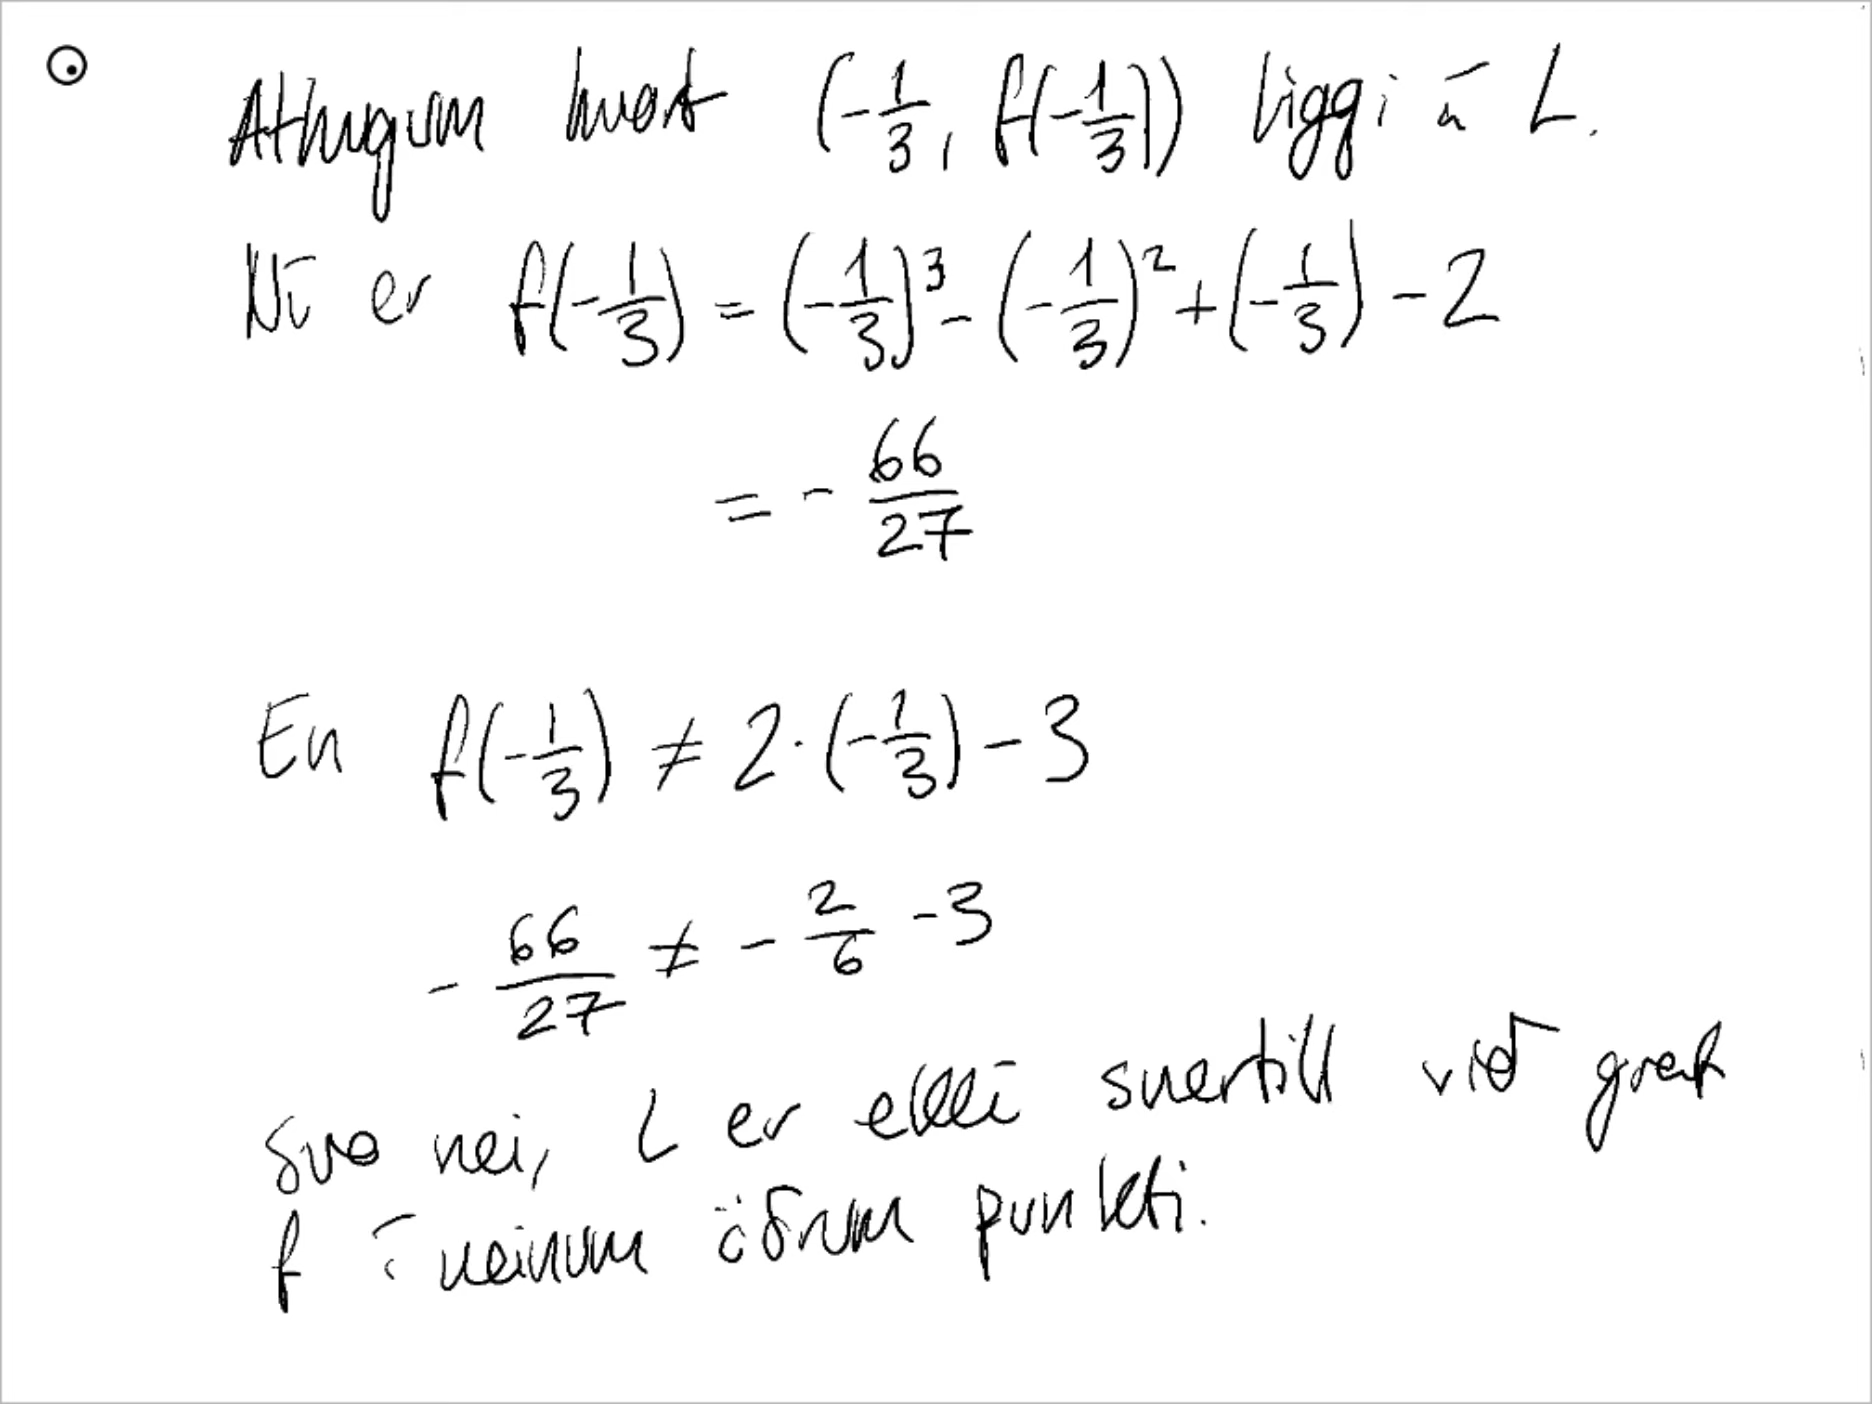 Athugum hvort (-1/3, f(-1/3)) liggi á L.
Nú er f(-1/3) = (-1/3)³ - (-1/3)² + (-1/3) - 2
= - 66/27
En f(-1/3) ≠ 2·(-1/3) - 3
- 66/27 ≠ - 2/6 - 3
Svo nei, L er ekki snertill við graf
f í neinum öðrum punkti.